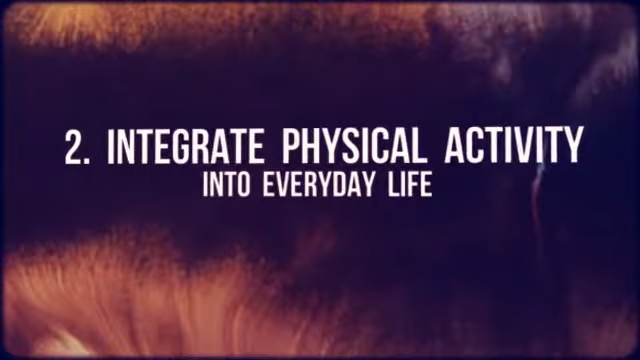 2. INTEGRATE PHYSICAL ACTIVITY
INTO EVERYDAY LIFE